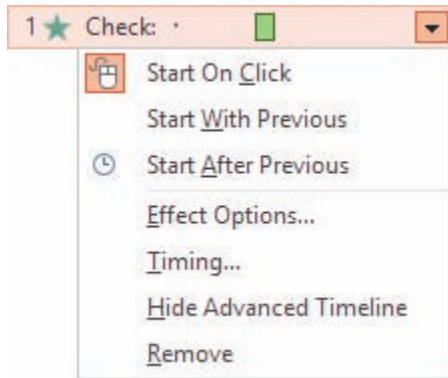 1 Check: ·
Start On Click
Start With Previous
Start After Previous
Effect Options...
Timing...
Hide Advanced Timeline
Remove